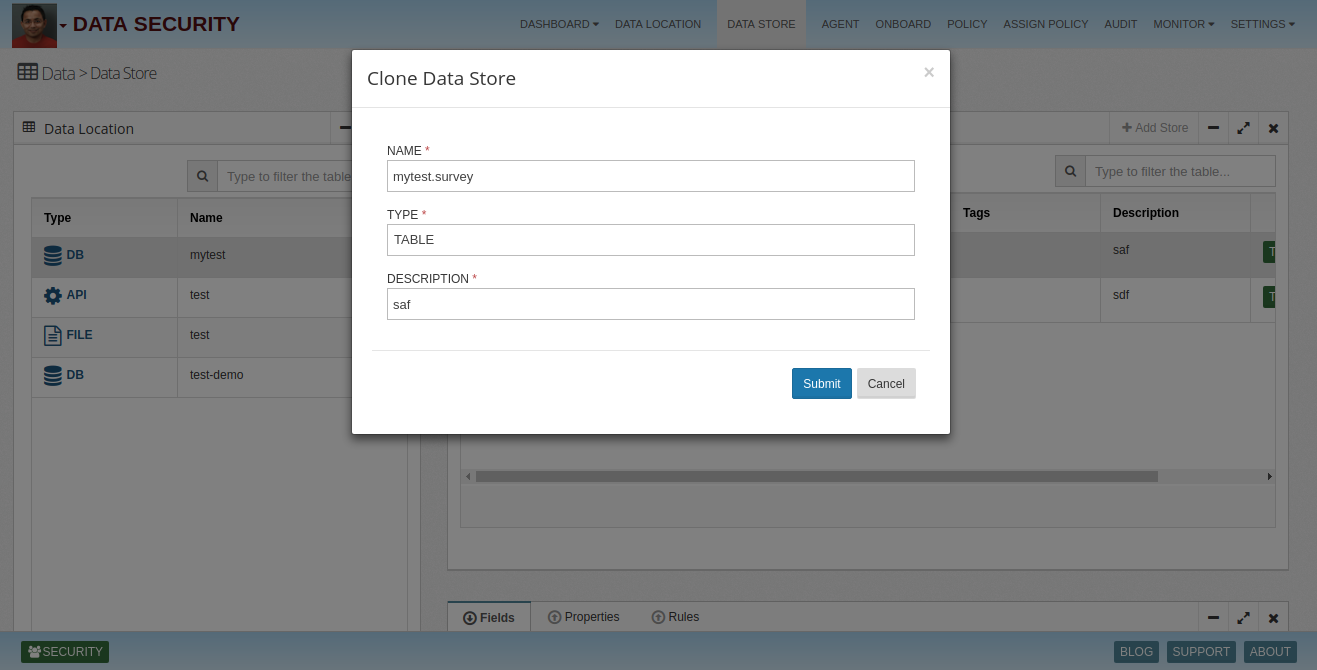 DATA SECURITY
DASHBOARD DATA LOCATION DATA STORE AGENT ONBOARD POLICY ASSIGN POLICY AUDIT MONITOR SETTINGS
Data > Data Store
Clone Data Store ×
NAME *
mytest.survey
TYPE *
TABLE
DESCRIPTION *
saf
Submit Cancel
Data Location
Type to filter the table
Type Name
DB mytest
API test
FILE test
DB test-demo
Add Store
Type to filter the table...
Tags Description
saf T
sdf T
Fields Properties Rules
SECURITY
BLOG SUPPORT ABOUT